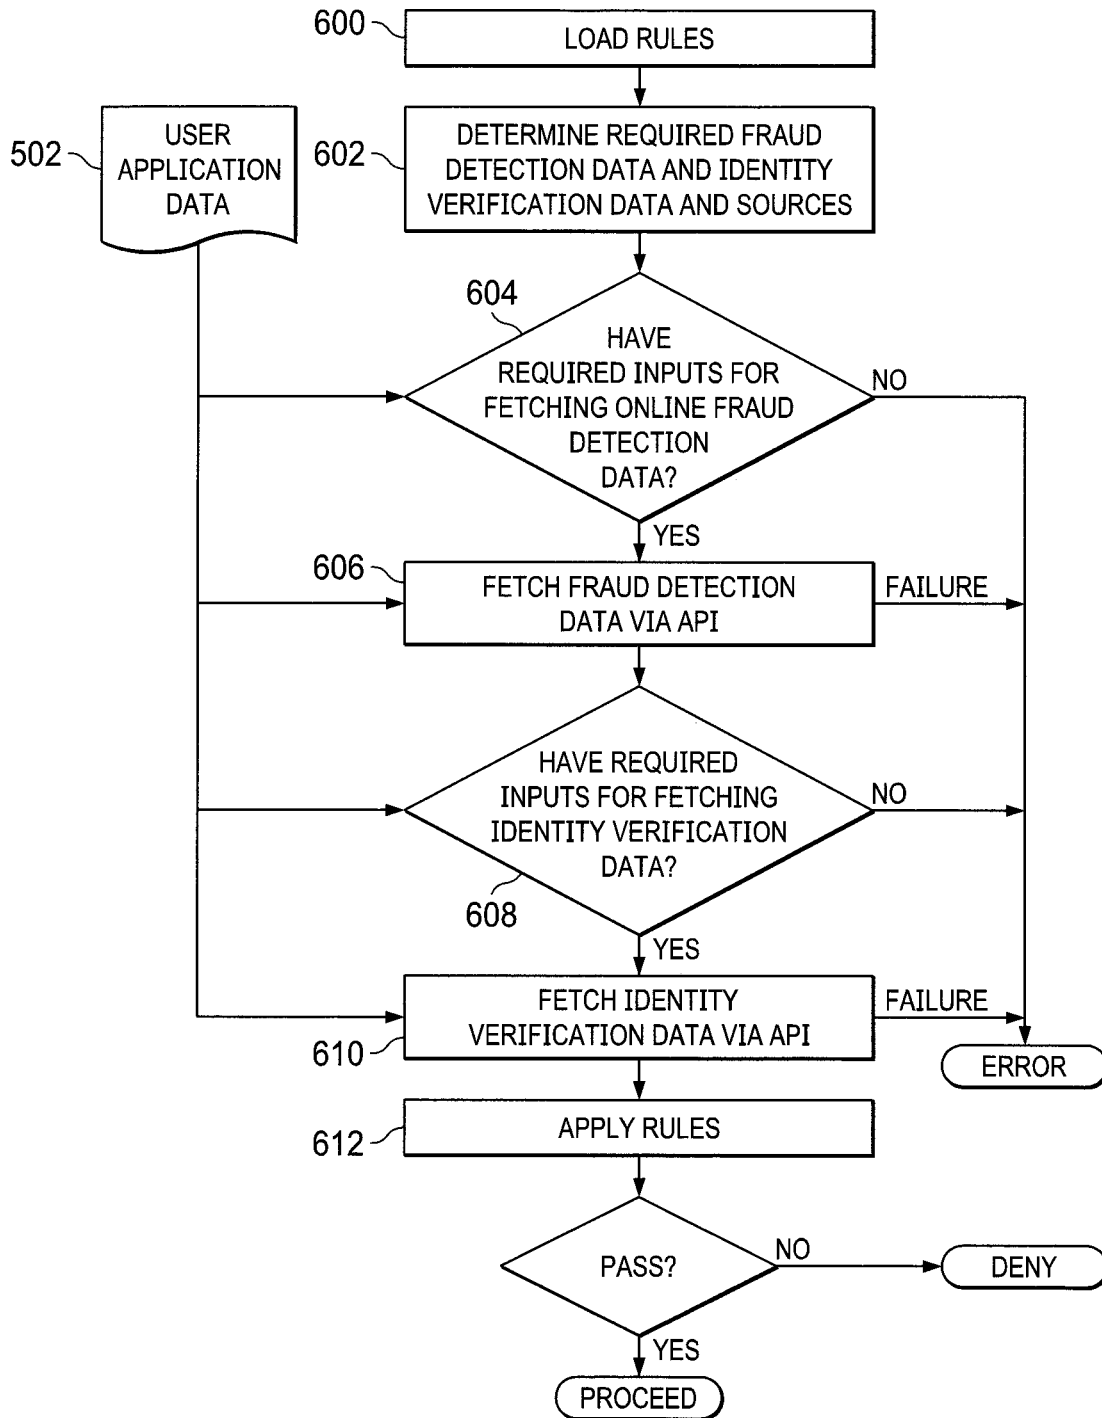 600
LOAD RULES
502
USER
APPLICATION
DATA
602
DETERMINE REQUIRED FRAUD
DETECTION DATA AND IDENTITY
VERIFICATION DATA AND SOURCES
604
HAVE
REQUIRED INPUTS FOR
FETCHING ONLINE FRAUD
DETECTION
DATA?
NO
YES
606
FETCH FRAUD DETECTION
DATA VIA API
FAILURE
HAVE REQUIRED
INPUTS FOR FETCHING
IDENTITY VERIFICATION
DATA?
NO
608
YES
FETCH IDENTITY
VERIFICATION DATA VIA API
610
FAILURE
ERROR
612
APPLY RULES
PASS?
NO
DENY
YES
PROCEED